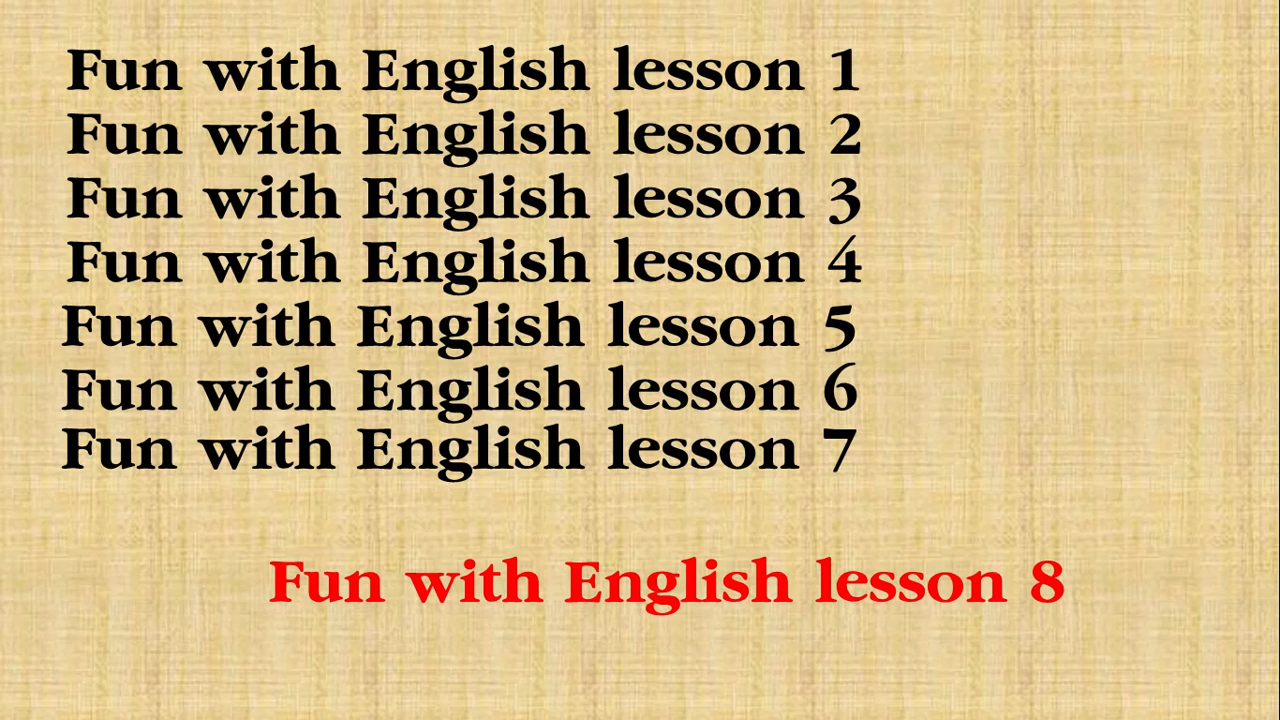 Fun with English lesson 1
Fun with English lesson 2
Fun with English lesson 3
Fun with English lesson 4
Fun with English lesson 5
Fun with English lesson 6
Fun with English lesson 7
Fun with English lesson 8